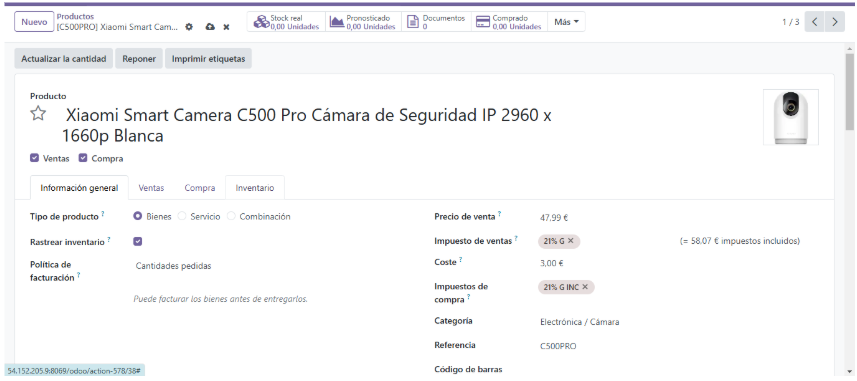 Nuevo
Productos
[C500PRO] Xiaomi Smart Cam...
Stock real
0,00 Unidades
Pronosticado
0,00 Unidades
Documentos
0
Comprado
0,00 Unidades
Más
1 / 3
Actualizar la cantidad
Reponer
Imprimir etiquetas
Producto
Xiaomi Smart Camera C500 Pro Cámara de Seguridad IP 2960 x
1660p Blanca
Ventas
Compra
Información general
Ventas
Compra
Inventario
Tipo de producto ?
Bienes
Servicio
Combinación
Rastrear inventario ?
Política de
facturación ?
Cantidades pedidas
Puede facturar los bienes antes de entregarlos.
Precio de venta ?
47,99 €
Impuesto de ventas ?
21% G ×
(= 58,07 € impuestos incluidos)
Coste ?
3,00 €
Impuestos de
compra ?
21% G INC ×
Categoría
Electrónica / Cámara
Referencia
C500PRO
Código de barras
54.152.205.9:8069/odoo/action-578/38#